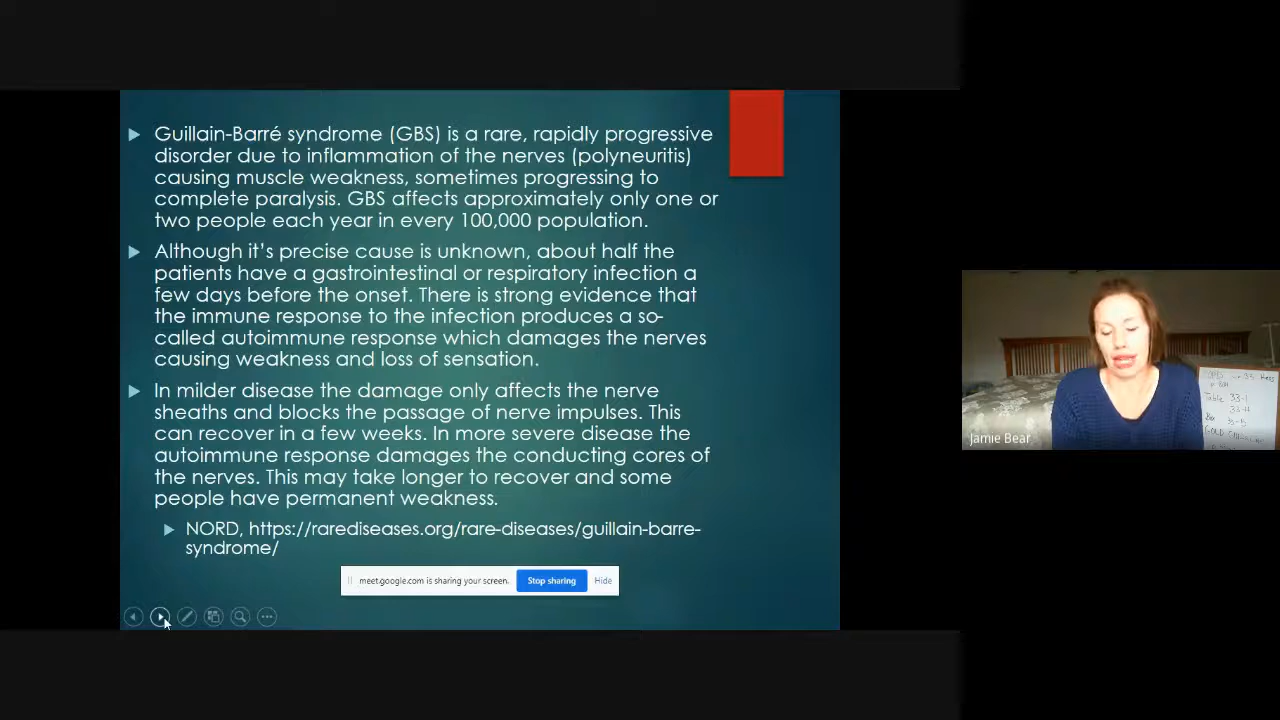 Guillain-Barré syndrome (GBS) is a rare, rapidly progressive
disorder due to inflammation of the nerves (polyneuritis)
causing muscle weakness, sometimes progressing to
complete paralysis. GBS affects approximately only one or
two people each year in every 100,000 population.
Although it's precise cause is unknown, about half the
patients have a gastrointestinal or respiratory infection a
few days before the onset. There is strong evidence that
the immune response to the infection produces a so-
called autoimmune response which damages the nerves
causing weakness and loss of sensation.
In milder disease the damage only affects the nerve
sheaths and blocks the passage of nerve impulses. This
can recover in a few weeks. In more severe disease the
autoimmune response damages the conducting cores of
the nerves. This may take longer to recover and some
people have permanent weakness.
NORD, https://rarediseases.org/rare-diseases/guillain-barre-
syndrome/
meet.google.com is sharing your screen.
Stop sharing
Hide
Jamie Bear
Table 33-1
GOLD